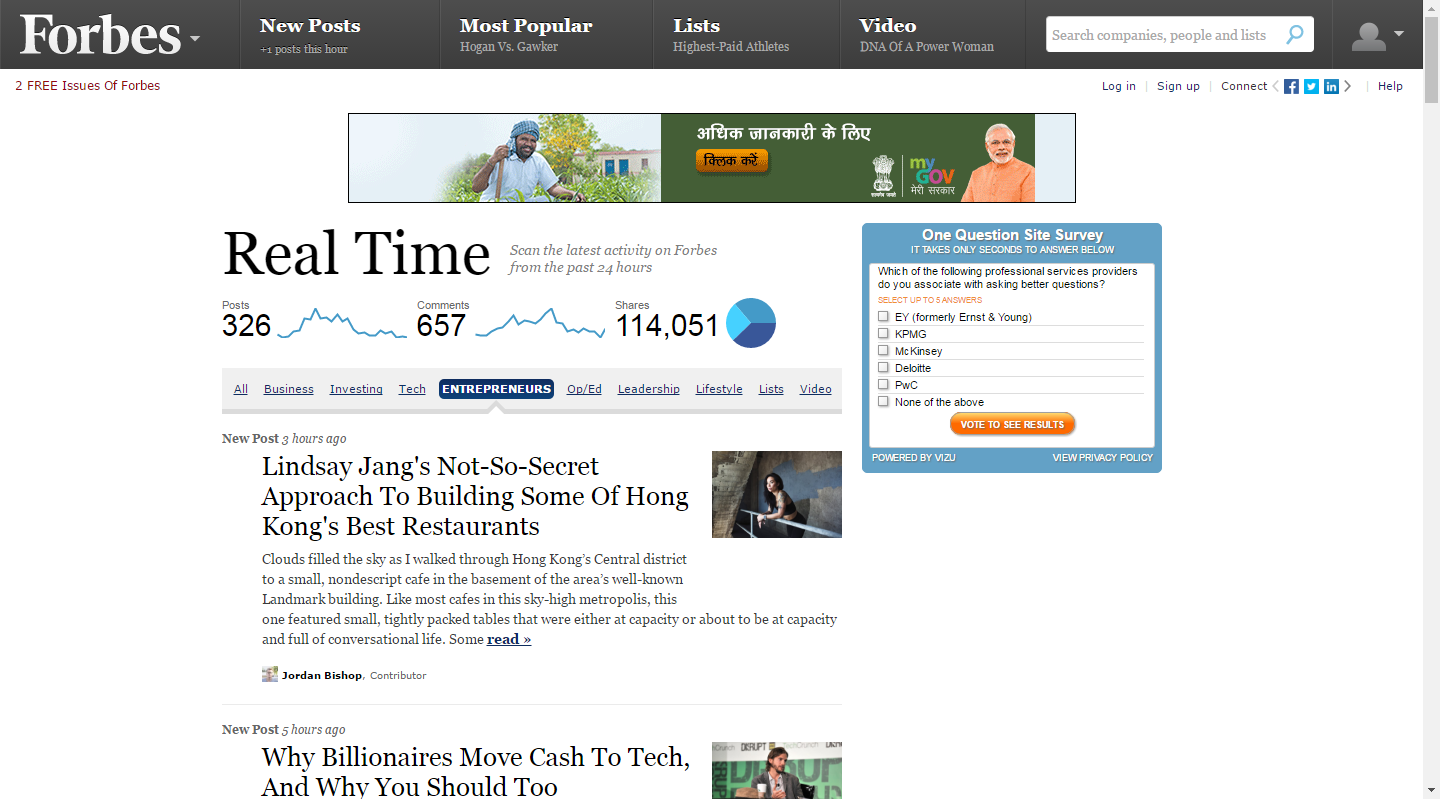 Forbes
New Posts
+1 posts this hour
Most Popular
Hogan Vs. Gawker
Lists
Highest-Paid Athletes
Video
DNA Of A Power Woman
Search companies, people and lists
2 FREE Issues Of Forbes
Log in
Sign up
Connect
Help
अधिक जानकारी के लिए
क्लिक करें
my
GOV
मेरी सरकार
Real Time
Scan the latest activity on Forbes
from the past 24 hours
Posts
326
Comments
657
Shares
114,051
All Business Investing Tech ENTREPRENEURS Op/Ed Leadership Lifestyle Lists Video
New Post 3 hours ago
Lindsay Jang's Not-So-Secret
Approach To Building Some Of Hong
Kong's Best Restaurants
Clouds filled the sky as I walked through Hong Kong’s Central district
to a small, nondescript cafe in the basement of the area’s well-known
Landmark building. Like most cafes in this sky-high metropolis, this
one featured small, tightly packed tables that were either at capacity or about to be at capacity
and full of conversational life. Some read »
Jordan Bishop, Contributor
New Post 5 hours ago
Why Billionaires Move Cash To Tech,
And Why You Should Too
DISRUPT
TechCrunch
DISRUP
One Question Site Survey
IT TAKES ONLY SECONDS TO ANSWER BELOW
Which of the following professional services providers
do you associate with asking better questions?
SELECT UP TO 5 ANSWERS
EY (formerly Ernst & Young)
KPMG
McKinsey
Deloitte
PwC
None of the above
VOTE TO SEE RESULTS
POWERED BY VIZU
VIEW PRIVACY POLICY